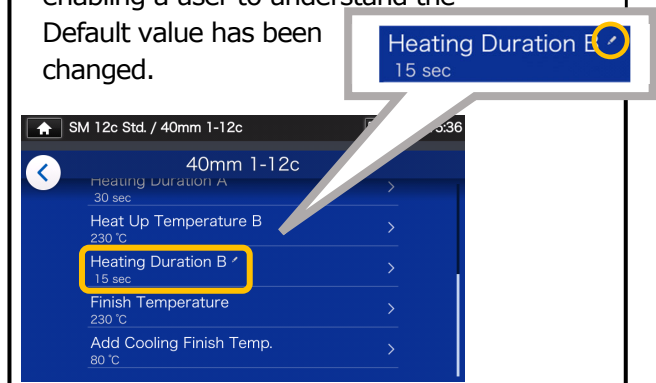 enabling a user to understand the
Default value has been
changed.
Heating Duration B
15 sec
SM 12c Std. / 40mm 1-12c
5:36
40mm 1-12c
Heating Duration A
30 sec
Heat Up Temperature B
230 °C
Heating Duration B
15 sec
Finish Temperature
230 °C
Add Cooling Finish Temp.
80 °C